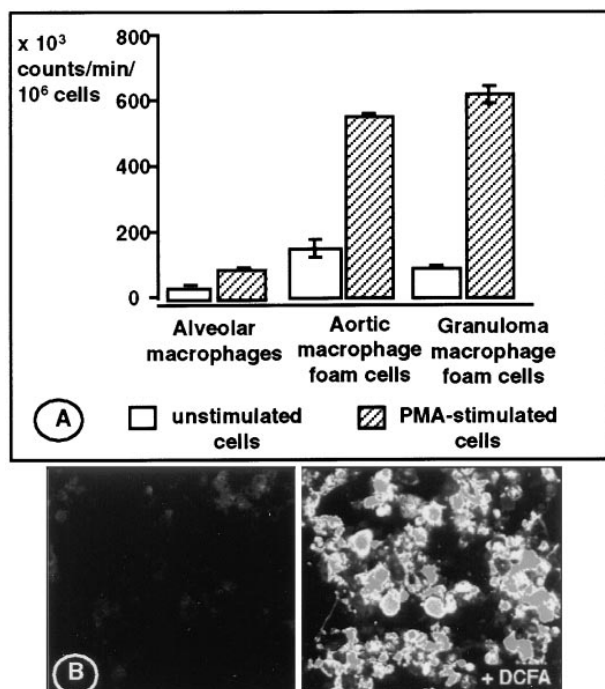 800
x 10³
counts/min/
10⁶ cells
600
400
200
0
Alveolar
macrophages
Aortic
macrophage
foam cells
Granuloma
macrophage
foam cells
A
unstimulated
cells
PMA-stimulated
cells
B
+ DCFA